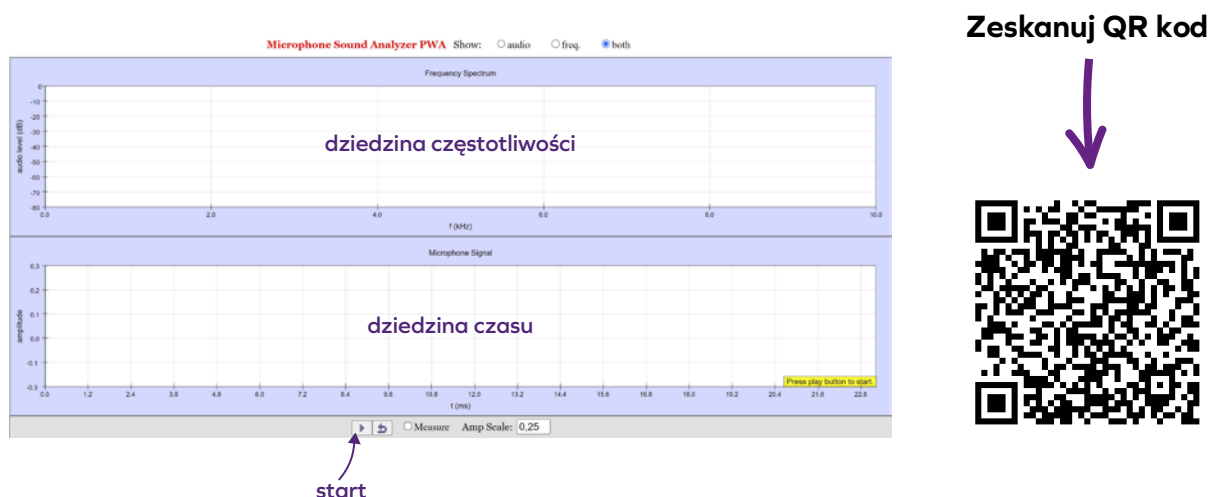 Zeskanuj QR kod
Microphone Sound Analyzer PWA Show: audio freq. both
Frequency Spectrum
audio level (dB)
0
-10
-20
-30
-40
-50
-60
-70
-80
dziedzina częstotliwości
0.0 2.0 4.0 6.0 8.0 10.0
f (kHz)
Microphone Signal
amplitude
0.3
0.2
0.1
0.0
-0.1
-0.3
dziedzina czasu
Press play button to start.
0.0 1.2 2.4 3.6 4.8 6.0 7.2 8.4 9.6 10.8 12.0 13.2 14.4 15.6 16.8 18.0 19.2 20.4 21.6 22.8
t (ms)
Measure Amp Scale: 0,25
start